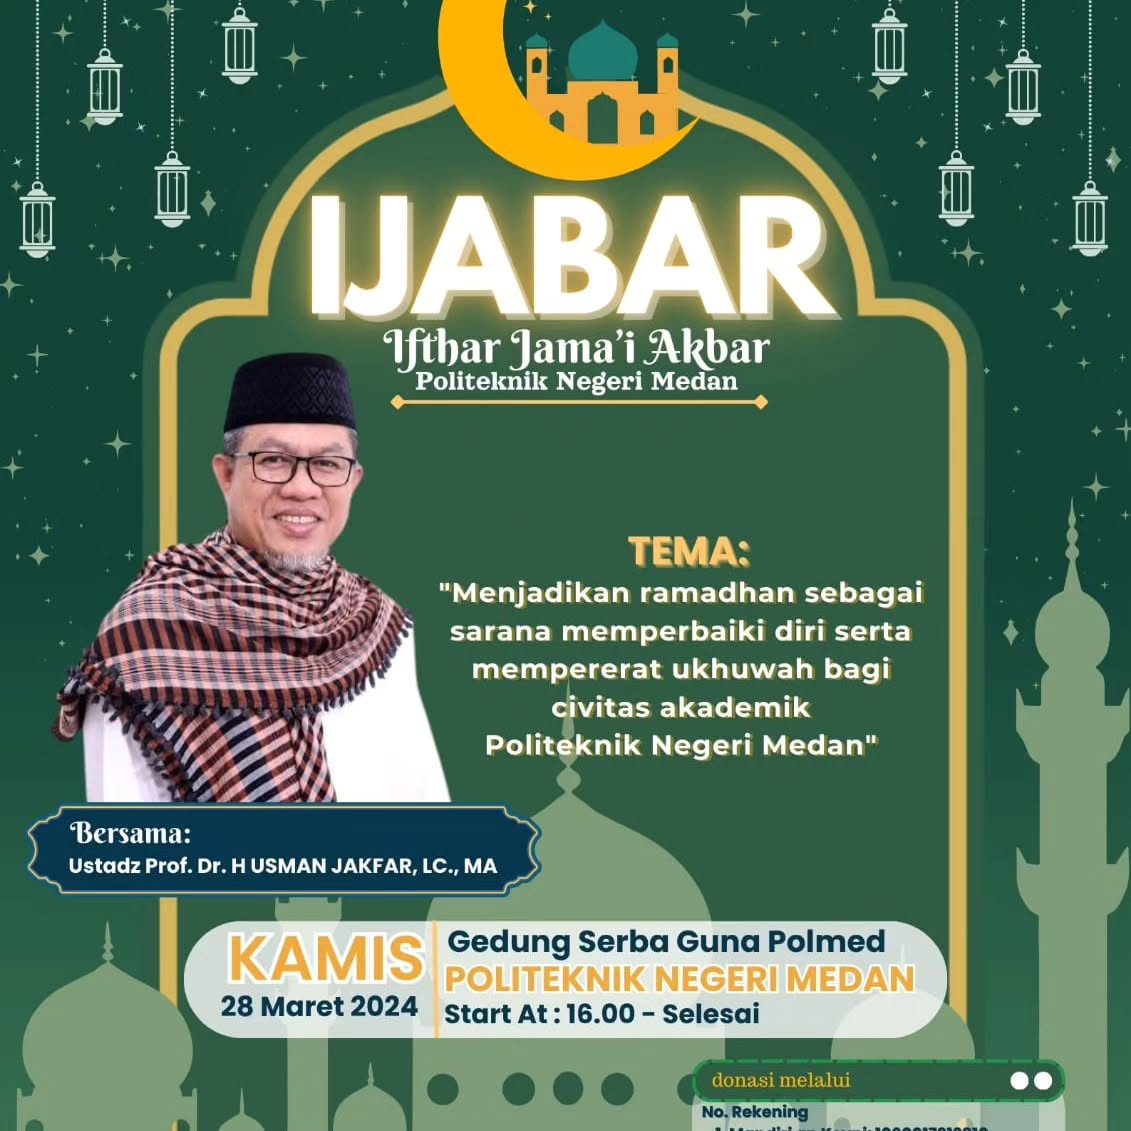 IJABAR
Ifthar Jama'i Akbar
Politeknik Negeri Medan
TEMA:
"Menjadikan ramadhan sebagai
sarana memperbaiki diri serta
mempererat ukhuwah bagi
civitas akademik
Politeknik Negeri Medan"
Bersama:
Ustadz Prof. Dr. H USMAN JAKFAR, LC., MA
KAMIS
28 Maret 2024
Gedung Serba Guna Polmed
POLITEKNIK NEGERI MEDAN
Start At : 16.00 - Selesai
donasi melalui
No. Rekening